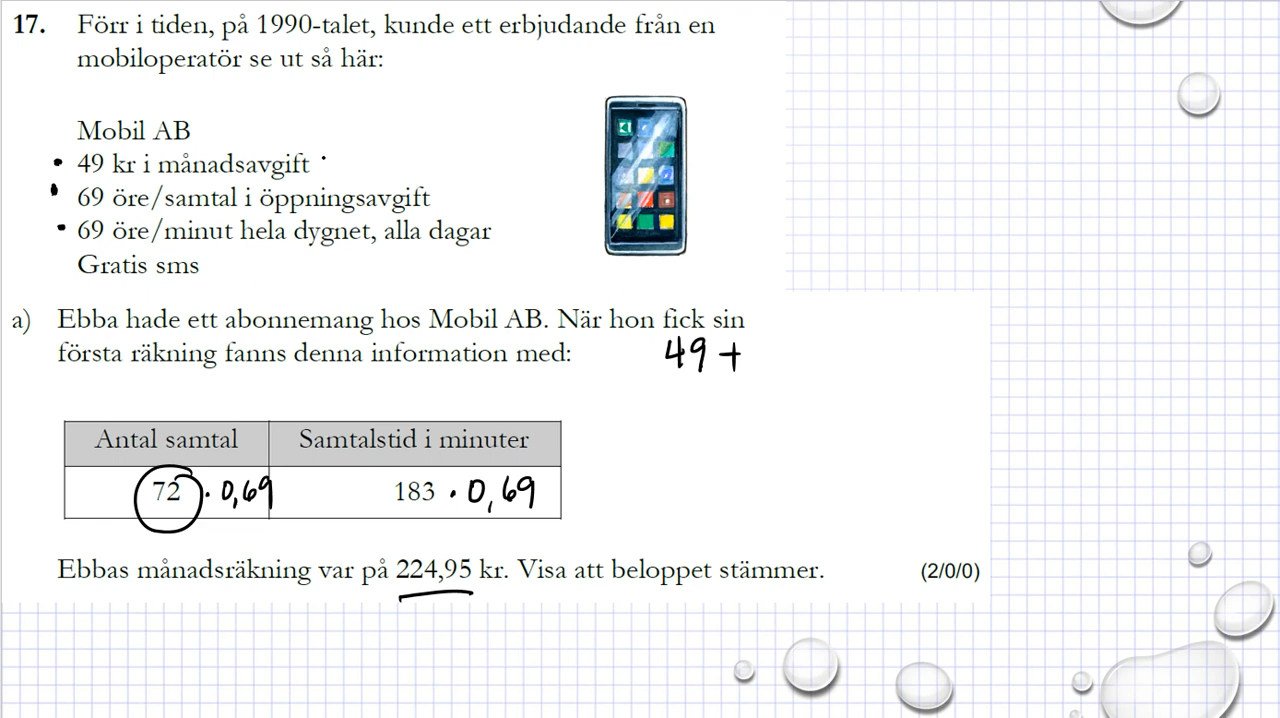 17. Förr i tiden, på 1990-talet, kunde ett erbjudande från en
mobiloperatör se ut så här:
Mobil AB
• 49 kr i månadsavgift
• 69 öre/samtal i öppningsavgift
• 69 öre/minut hela dygnet, alla dagar
Gratis sms
a) Ebba hade ett abonnemang hos Mobil AB. När hon fick sin
första räkning fanns denna information med:
49 +
Antal samtal Samtalstid i minuter
72 · 0,69 183 · 0,69
Ebbas månadsräkning var på 224,95 kr. Visa att beloppet stämmer. (2/0/0)